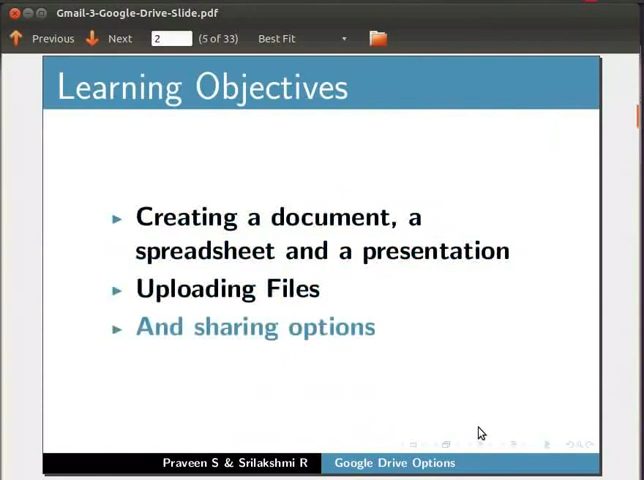 Gmail-3-Google-Drive-Slide.pdf
Previous Next 2 (5 of 33) Best Fit
Learning Objectives
Creating a document, a
spreadsheet and a presentation
Uploading Files
And sharing options
Praveen S & Srilakshmi R Google Drive Options